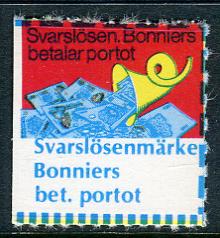 Svarslösen. Bonniers
betalar portot
Svarslösenmärke
Bonniers
bet. portot